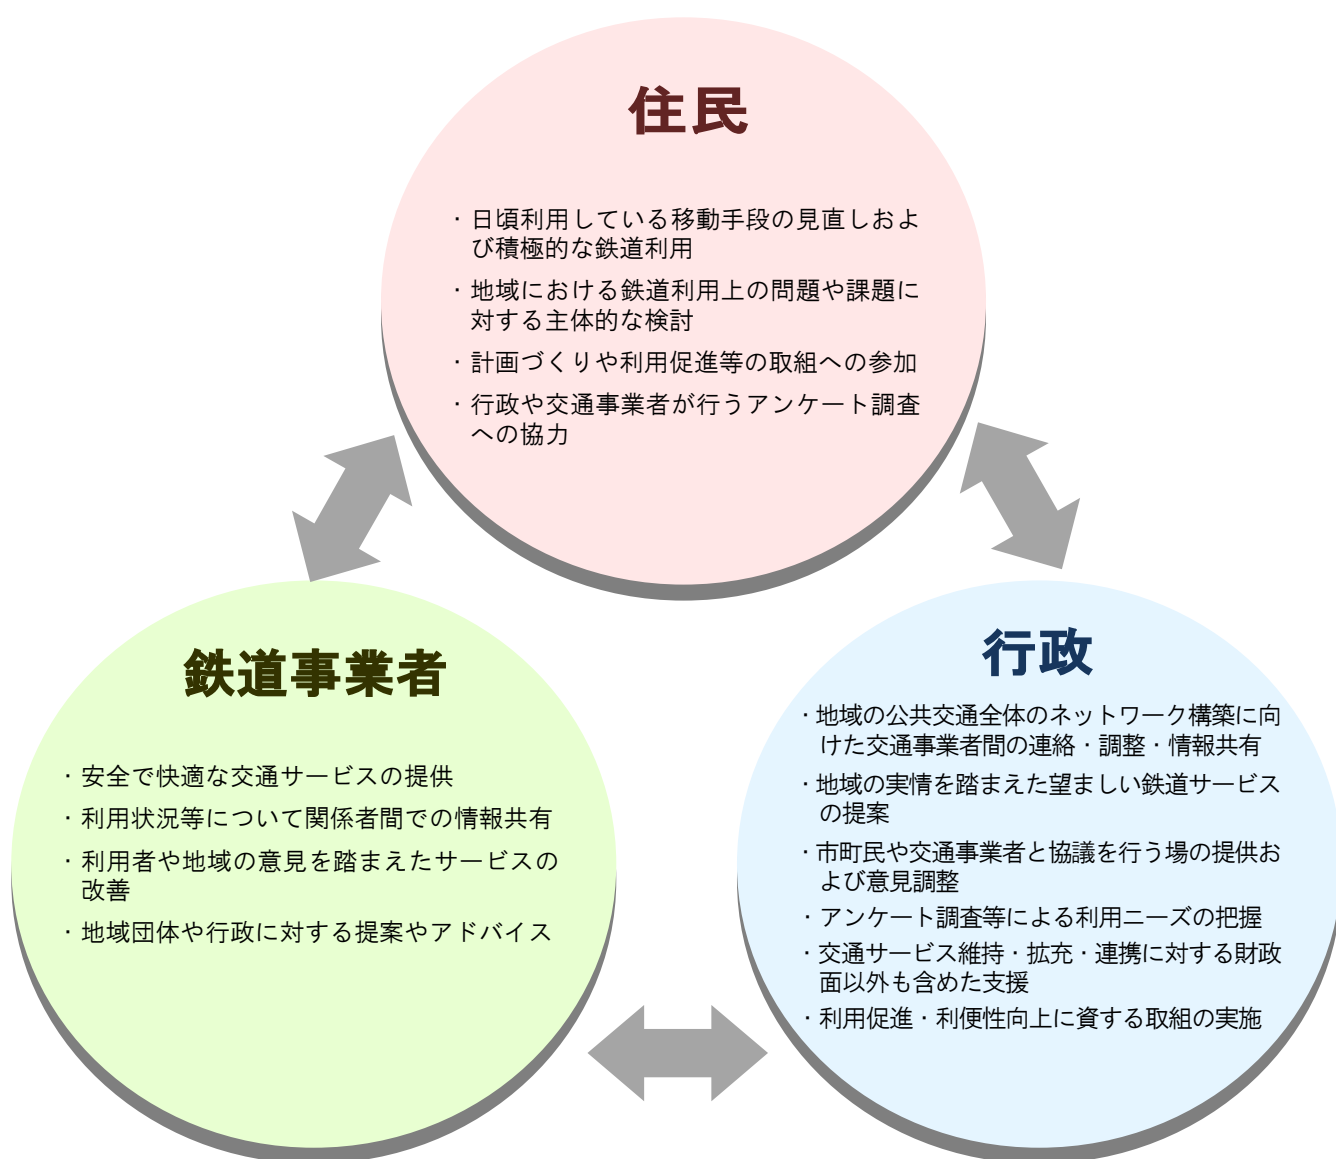 住民
・日頃利用している移動手段の見直しおよ
び積極的な鉄道利用
・地域における鉄道利用上の問題や課題に
対する主体的な検討
・計画づくりや利用促進等の取組への参加
・行政や交通事業者が行うアンケート調査
への協力
鉄道事業者
・安全で快適な交通サービスの提供
・利用状況等について関係者間での情報共有
・利用者や地域の意見を踏まえたサービスの
改善
・地域団体や行政に対する提案やアドバイス
行政
・地域の公共交通全体のネットワーク構築に向
けた交通事業者間の連絡・調整・情報共有
・地域の実情を踏まえた望ましい鉄道サービス
の提案
・市町民や交通事業者と協議を行う場の提供お
よび意見調整
・アンケート調査等による利用ニーズの把握
・交通サービス維持・拡充・連携に対する財政
面以外も含めた支援
・利用促進・利便性向上に資する取組の実施